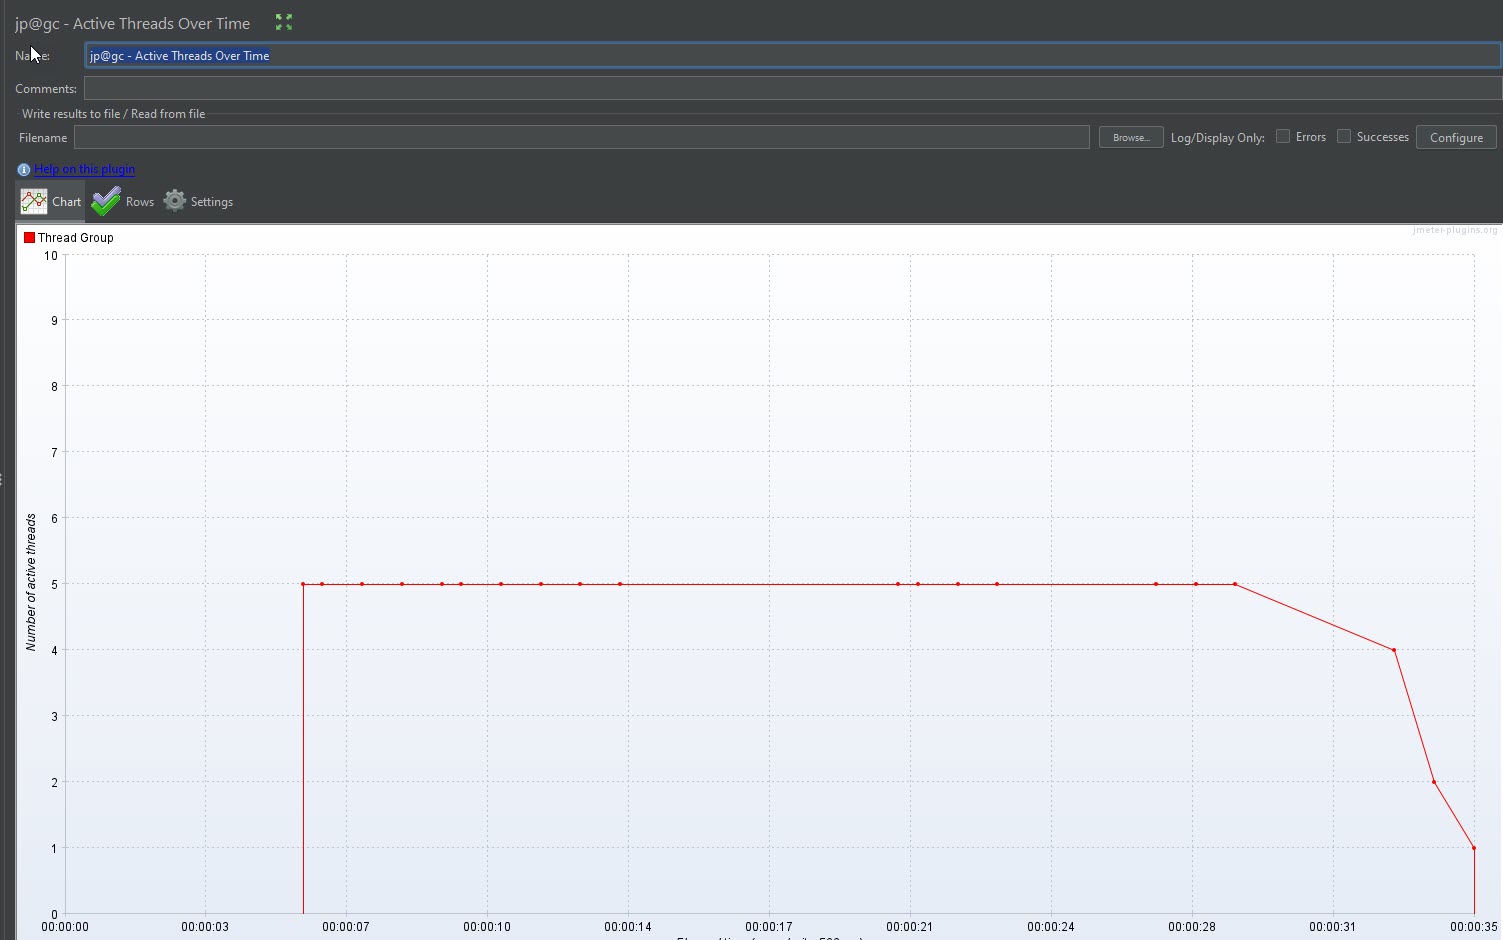 jp@gc - Active Threads Over Time
Name:
jp@gc - Active Threads Over Time
Comments:
Write results to file / Read from file
Filename
Browse...
Log/Display Only:
Errors
Successes
Configure
Help on this plugin
Chart
Rows
Settings
Thread Group
jmeter-plugins.org
10
9
8
7
6
5
4
3
2
1
0
Number of active threads
00:00:00
00:00:03
00:00:07
00:00:10
00:00:14
00:00:17
00:00:21
00:00:24
00:00:28
00:00:31
00:00:35